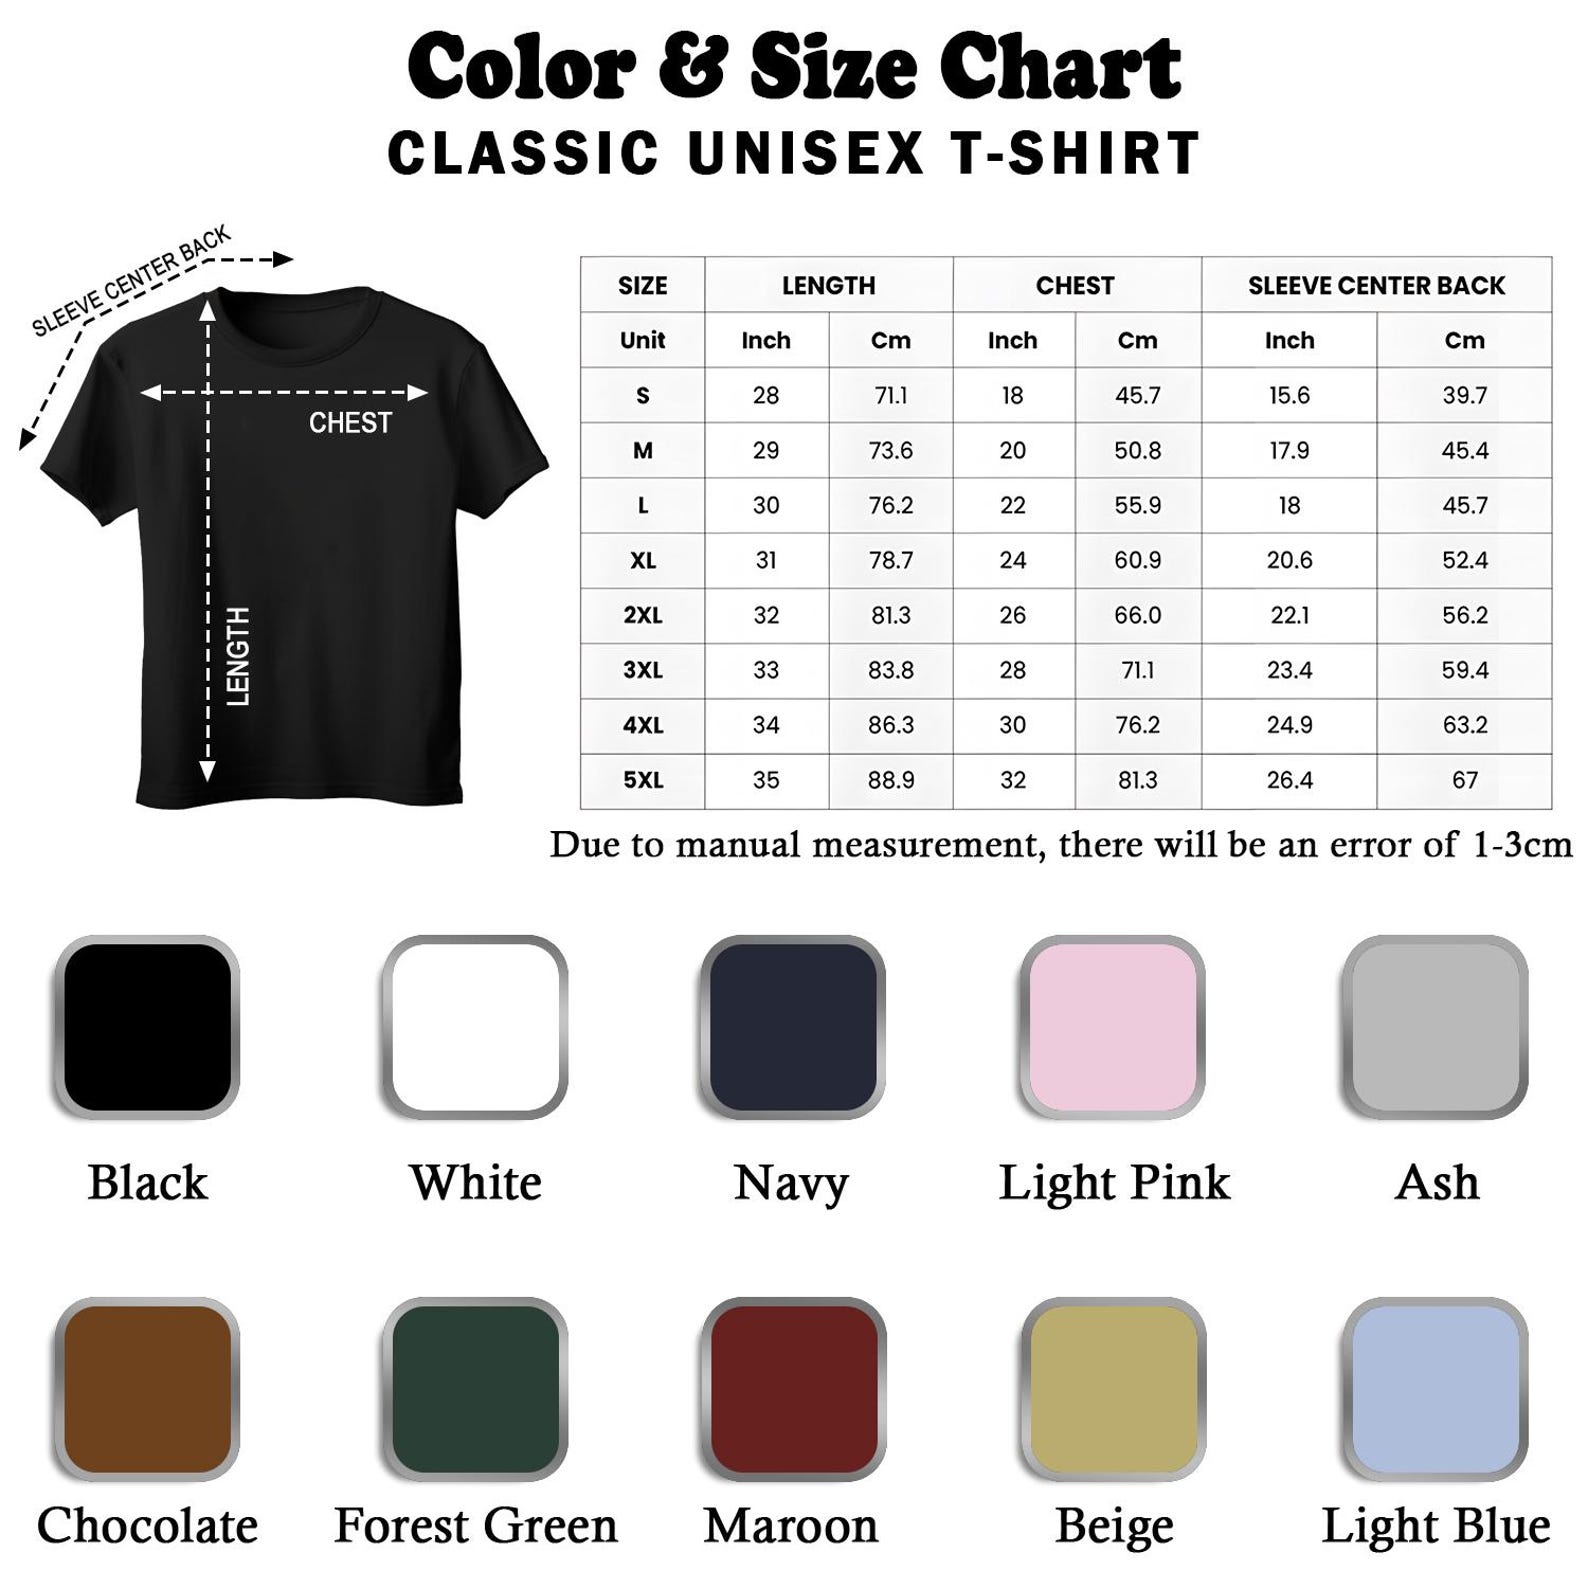 Color & Size Chart
CLASSIC UNISEX T-SHIRT
SLEEVE CENTER BACK
CHEST
LENGTH
SIZE LENGTH CHEST SLEEVE CENTER BACK
Unit Inch Cm Inch Cm Inch Cm
S 28 71.1 18 45.7 15.6 39.7
M 29 73.6 20 50.8 17.9 45.4
L 30 76.2 22 55.9 18 45.7
XL 31 78.7 24 60.9 20.6 52.4
2XL 32 81.3 26 66.0 22.1 56.2
3XL 33 83.8 28 71.1 23.4 59.4
4XL 34 86.3 30 76.2 24.9 63.2
5XL 35 88.9 32 81.3 26.4 67
Due to manual measurement, there will be an error of 1-3cm
Black White Navy Light Pink Ash
Chocolate Forest Green Maroon Beige Light Blue